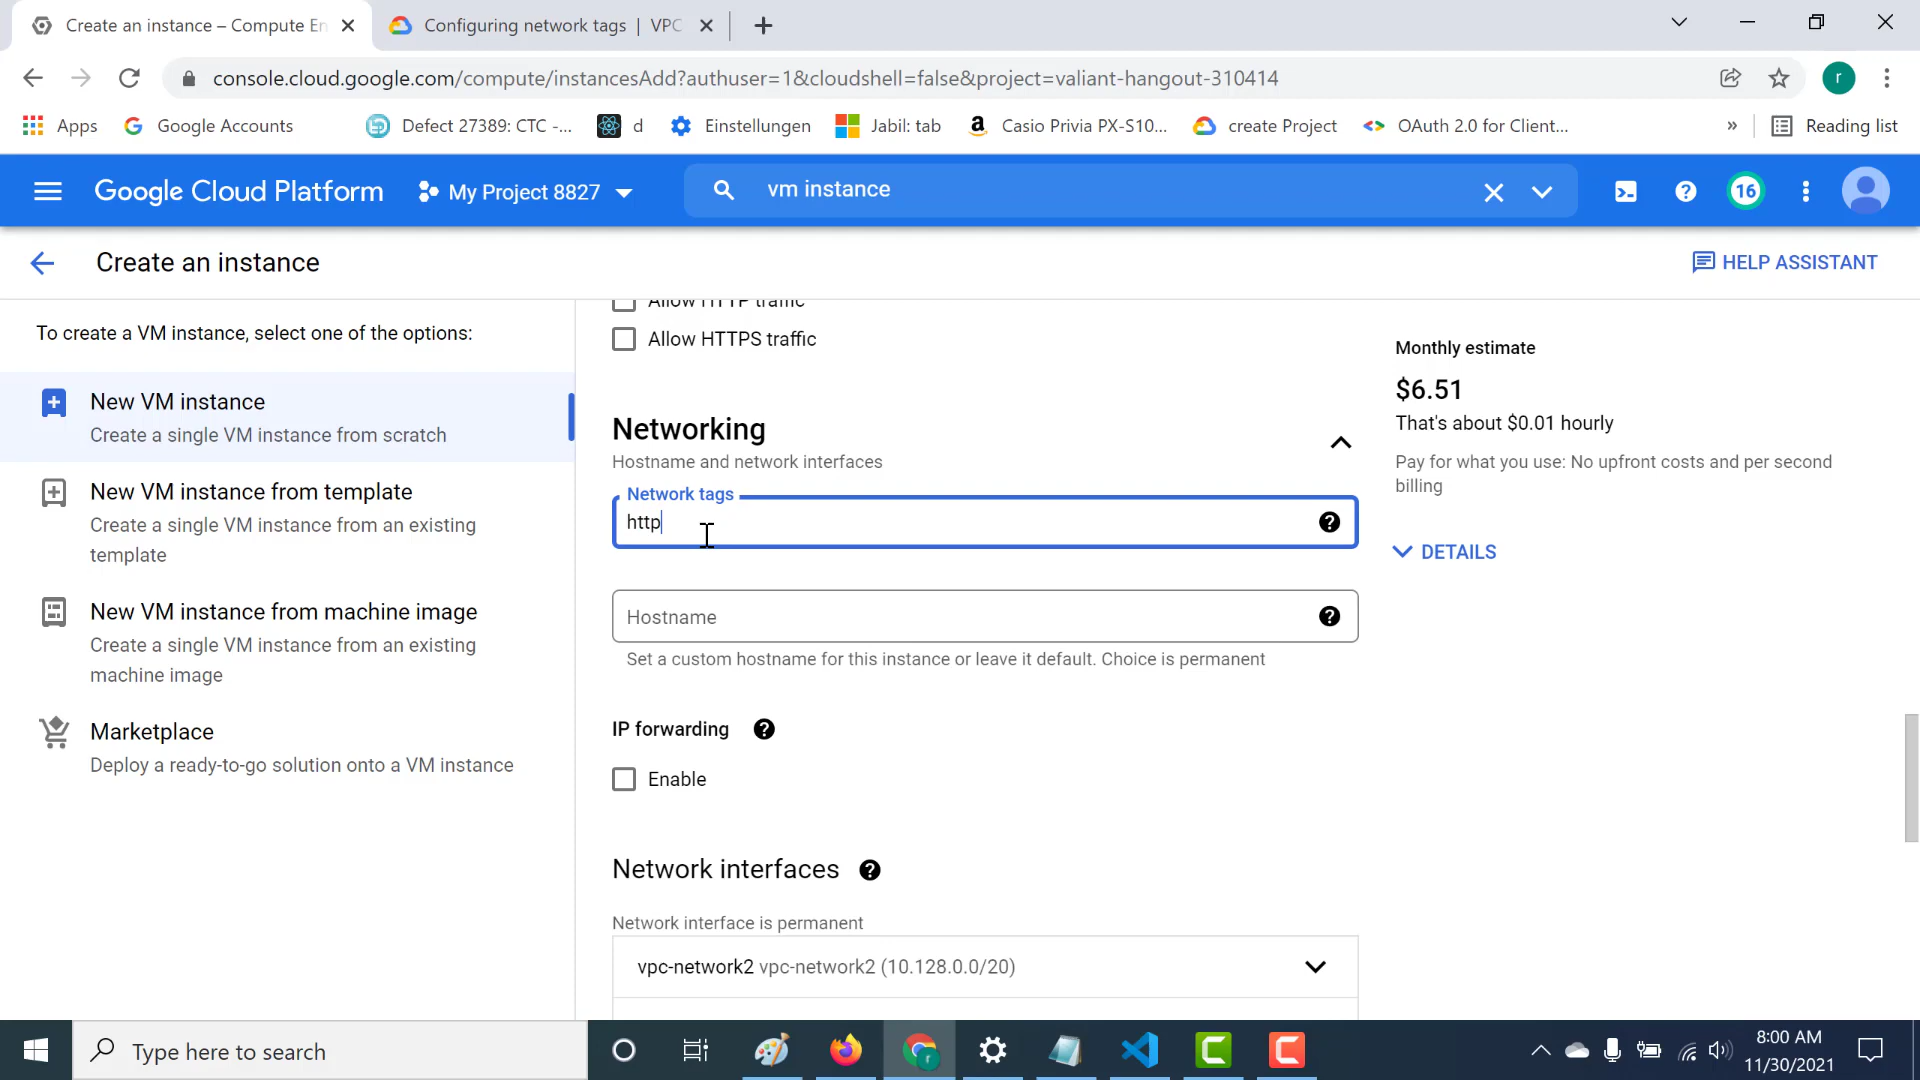 Create an instance – Compute En
Configuring network tags | VPC
console.cloud.google.com/compute/instancesAdd?authuser=1&cloudshell=false&project=valiant-hangout-310414
r
Apps
Google Accounts
Defect 27389: CTC -...
d
Einstellungen
Jabil: tab
Casio Privia PX-S10...
create Project
OAuth 2.0 for Client...
»
Reading list
Google Cloud Platform
My Project 8827
vm instance
16
Create an instance
HELP ASSISTANT
To create a VM instance, select one of the options:
New VM instance
Create a single VM instance from scratch
New VM instance from template
Create a single VM instance from an existing
template
New VM instance from machine image
Create a single VM instance from an existing
machine image
Marketplace
Deploy a ready-to-go solution onto a VM instance
Allow HTTP traffic
Allow HTTPS traffic
Networking
Hostname and network interfaces
Network tags
http
Hostname
Set a custom hostname for this instance or leave it default. Choice is permanent
IP forwarding
Enable
Network interfaces
Network interface is permanent
vpc-network2 vpc-network2 (10.128.0.0/20)
Monthly estimate
$6.51
That's about $0.01 hourly
Pay for what you use: No upfront costs and per second
billing
DETAILS
Type here to search
8:00 AM
11/30/2021